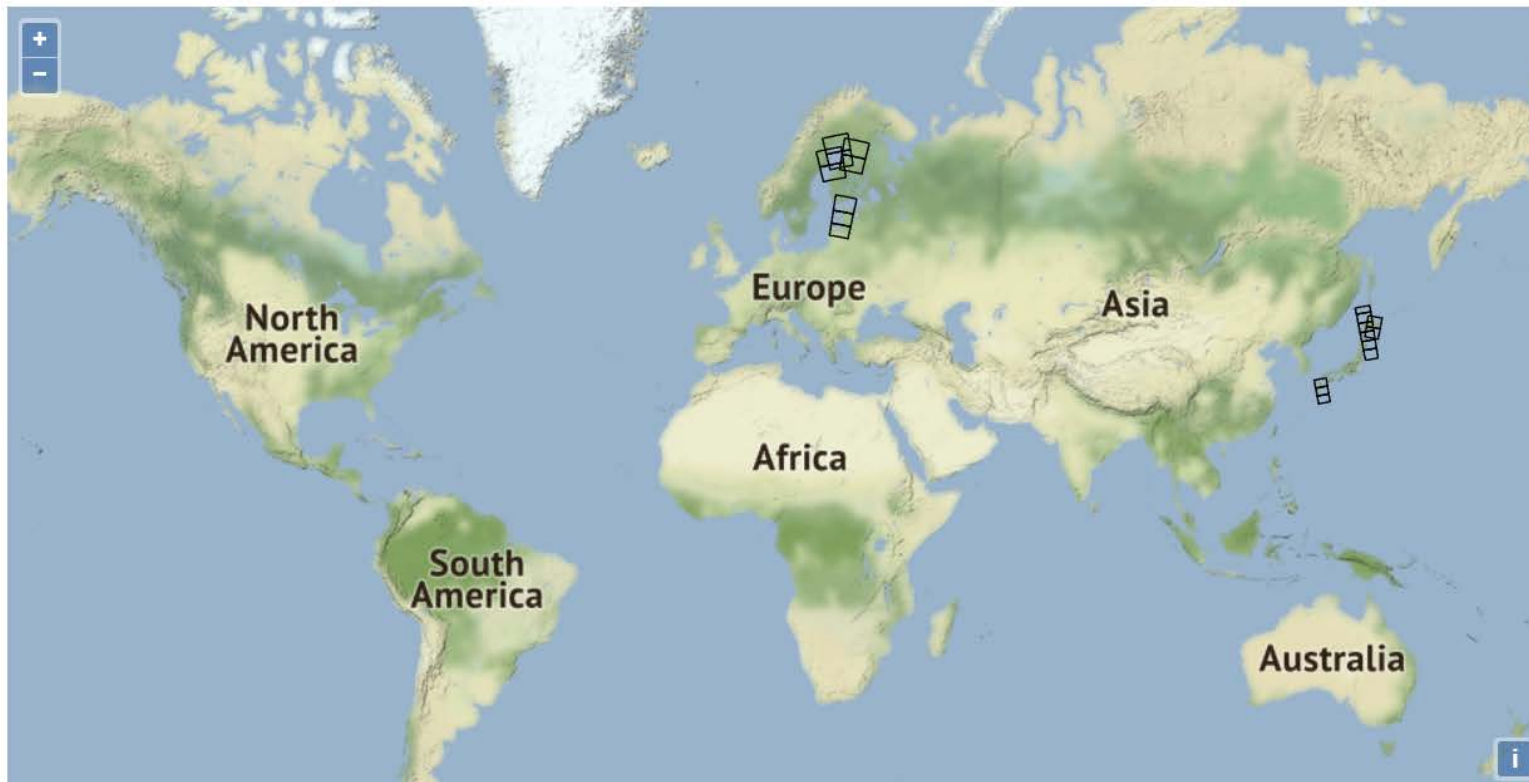 +
−
North
America
Europe
Asia
Africa
South
America
Australia
i